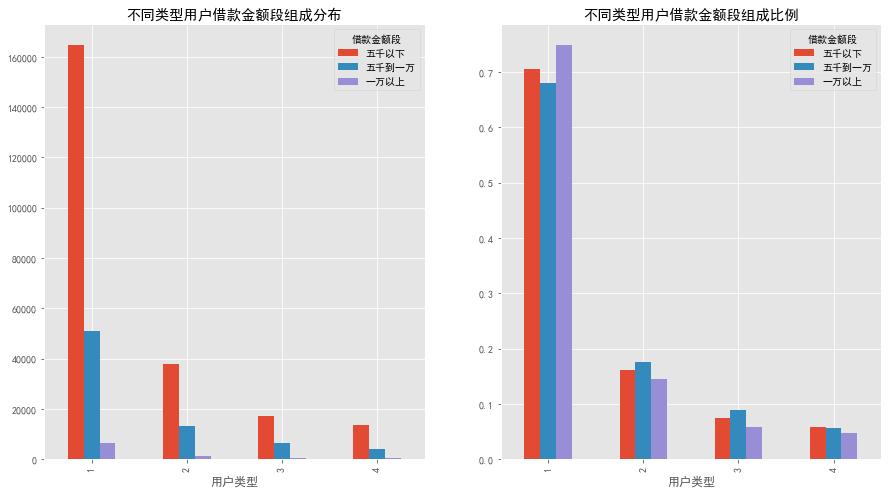 不同类型用户借款金额段组成分布
借款金额段
五千以下
五千到一万
一万以上
160000
140000
120000
100000
80000
60000
40000
20000
0
1
2
3
4
用户类型
不同类型用户借款金额段组成比例
借款金额段
五千以下
五千到一万
一万以上
0.7
0.6
0.5
0.4
0.3
0.2
0.1
0.0
1
2
3
4
用户类型